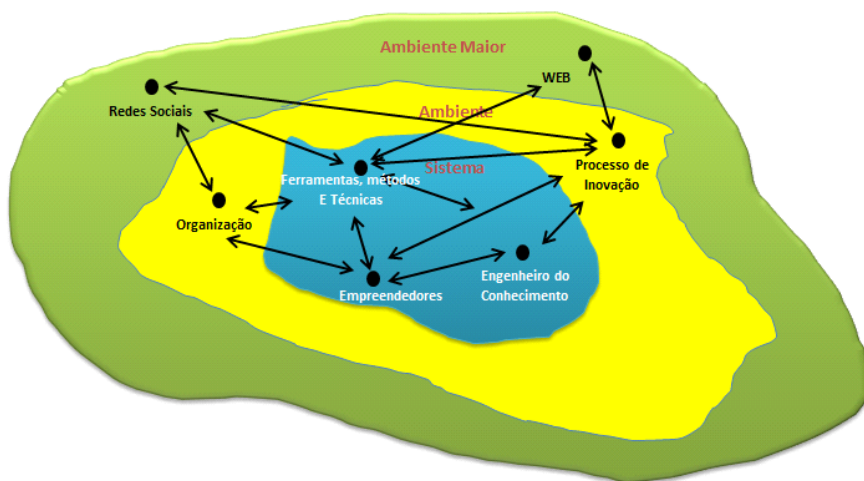 Ambiente Maior
WEB
Redes Sociais
Ambiente
Sistema
Processo de
Inovação
Ferramentas, métodos
E Técnicas
Organização
Engenheiro do
Conhecimento
Empreendedores